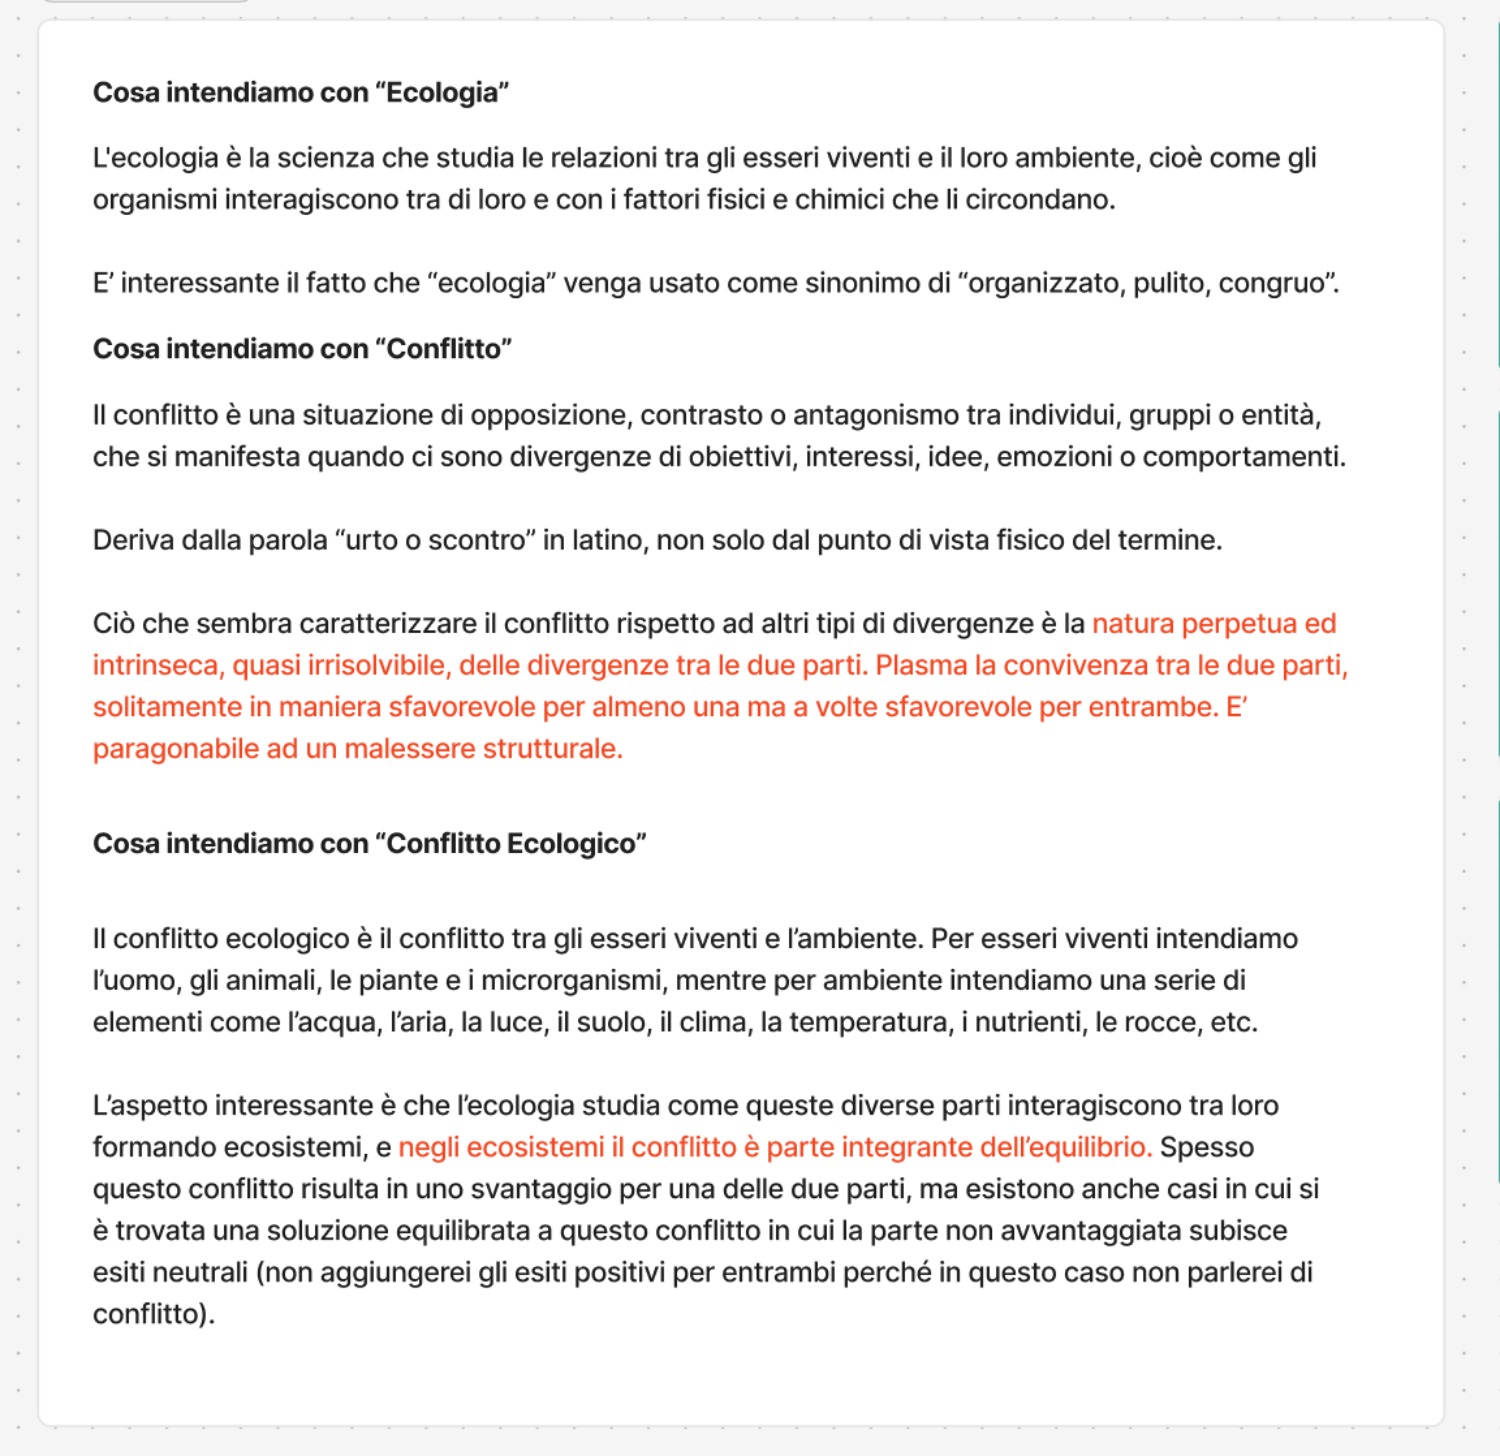 Cosa intendiamo con “Ecologia”
L'ecologia è la scienza che studia le relazioni tra gli esseri viventi e il loro ambiente, cioè come gli
organismi interagiscono tra di loro e con i fattori fisici e chimici che li circondano.
E’ interessante il fatto che “ecologia” venga usato come sinonimo di “organizzato, pulito, congruo”.
Cosa intendiamo con “Conflitto”
Il conflitto è una situazione di opposizione, contrasto o antagonismo tra individui, gruppi o entità,
che si manifesta quando ci sono divergenze di obiettivi, interessi, idee, emozioni o comportamenti.
Deriva dalla parola “urto o scontro” in latino, non solo dal punto di vista fisico del termine.
Ciò che sembra caratterizzare il conflitto rispetto ad altri tipi di divergenze è la natura perpetua ed
intrinseca, quasi irrisolvibile, delle divergenze tra le due parti. Plasma la convivenza tra le due parti,
solitamente in maniera sfavorevole per almeno una ma a volte sfavorevole per entrambe. E’
paragonabile ad un malessere strutturale.
Cosa intendiamo con “Conflitto Ecologico”
Il conflitto ecologico è il conflitto tra gli esseri viventi e l’ambiente. Per esseri viventi intendiamo
l’uomo, gli animali, le piante e i microrganismi, mentre per ambiente intendiamo una serie di
elementi come l’acqua, l’aria, la luce, il suolo, il clima, la temperatura, i nutrienti, le rocce, etc.
L’aspetto interessante è che l’ecologia studia come queste diverse parti interagiscono tra loro
formando ecosistemi, e negli ecosistemi il conflitto è parte integrante dell’equilibrio. Spesso
questo conflitto risulta in uno svantaggio per una delle due parti, ma esistono anche casi in cui si
è trovata una soluzione equilibrata a questo conflitto in cui la parte non avvantaggiata subisce
esiti neutrali (non aggiungerei gli esiti positivi per entrambi perché in questo caso non parlerei di
conflitto).